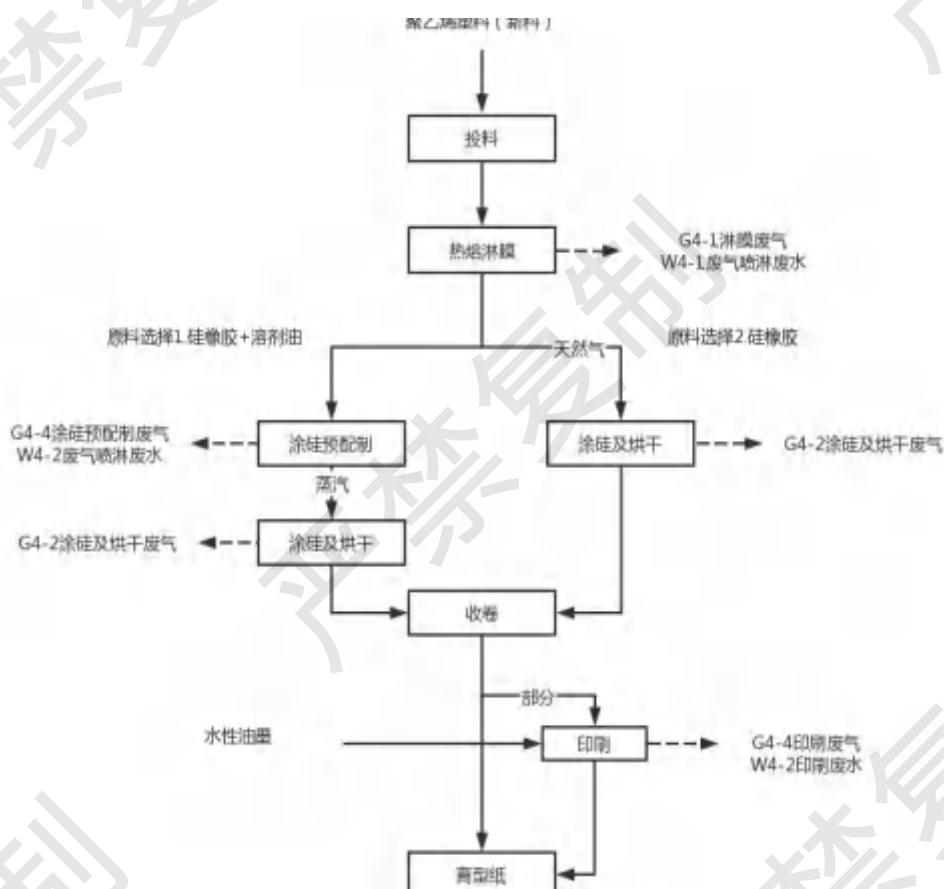 聚乙烯塑料（新料）
投料
热熔淋膜
G4-1淋膜废气
W4-1废气喷淋废水
原料选择1.硅橡胶+溶剂油
天然气
原料选择2.硅橡胶
G4-4涂硅预配制废气
W4-2废气喷淋废水
涂硅预配制
涂硅及烘干
G4-2涂硅及烘干废气
蒸汽
G4-2涂硅及烘干废气
涂硅及烘干
收卷
部分
水性油墨
印刷
G4-4印刷废气
W4-2印刷废水
离型纸
严禁复制